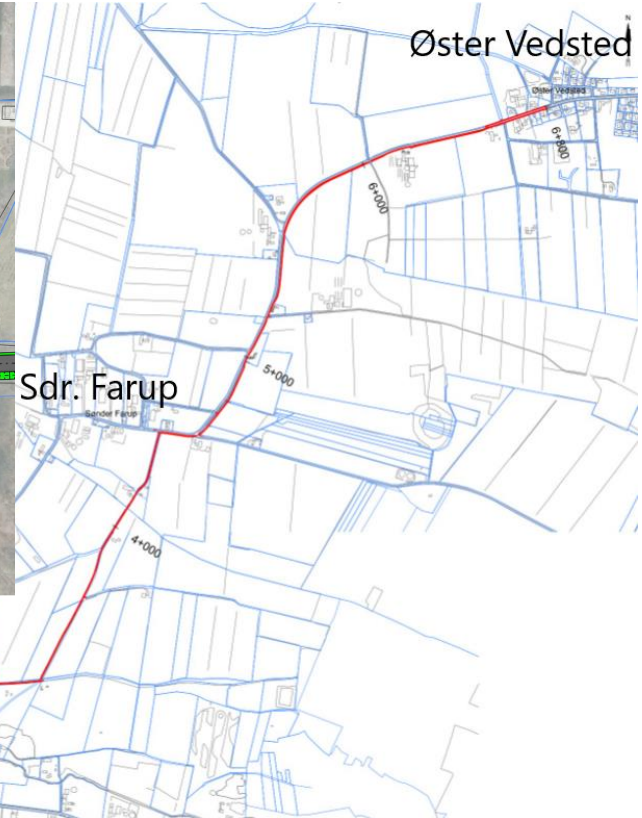 Øster Vedsted
N
Øster Vedsted
6+800
6+000
5+000
Sdr. Farup
Sønder Farup
4+000